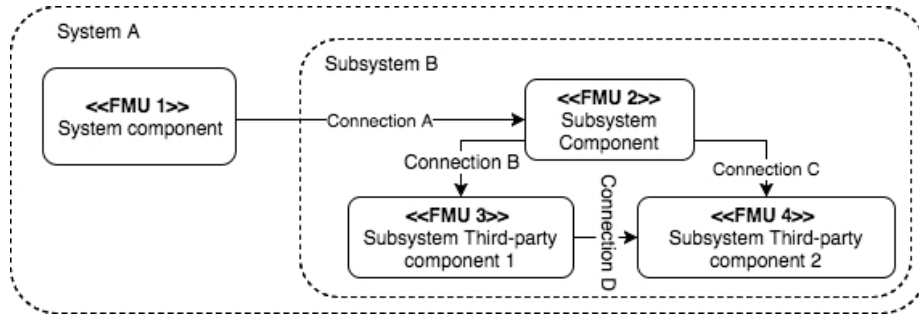 System A
Subsystem B
<<FMU 1>>
System component
Connection A
<<FMU 2>>
Subsystem
Component
Connection B
Connection C
<<FMU 3>>
Subsystem Third-party
component 1
Connection D
<<FMU 4>>
Subsystem Third-party
component 2